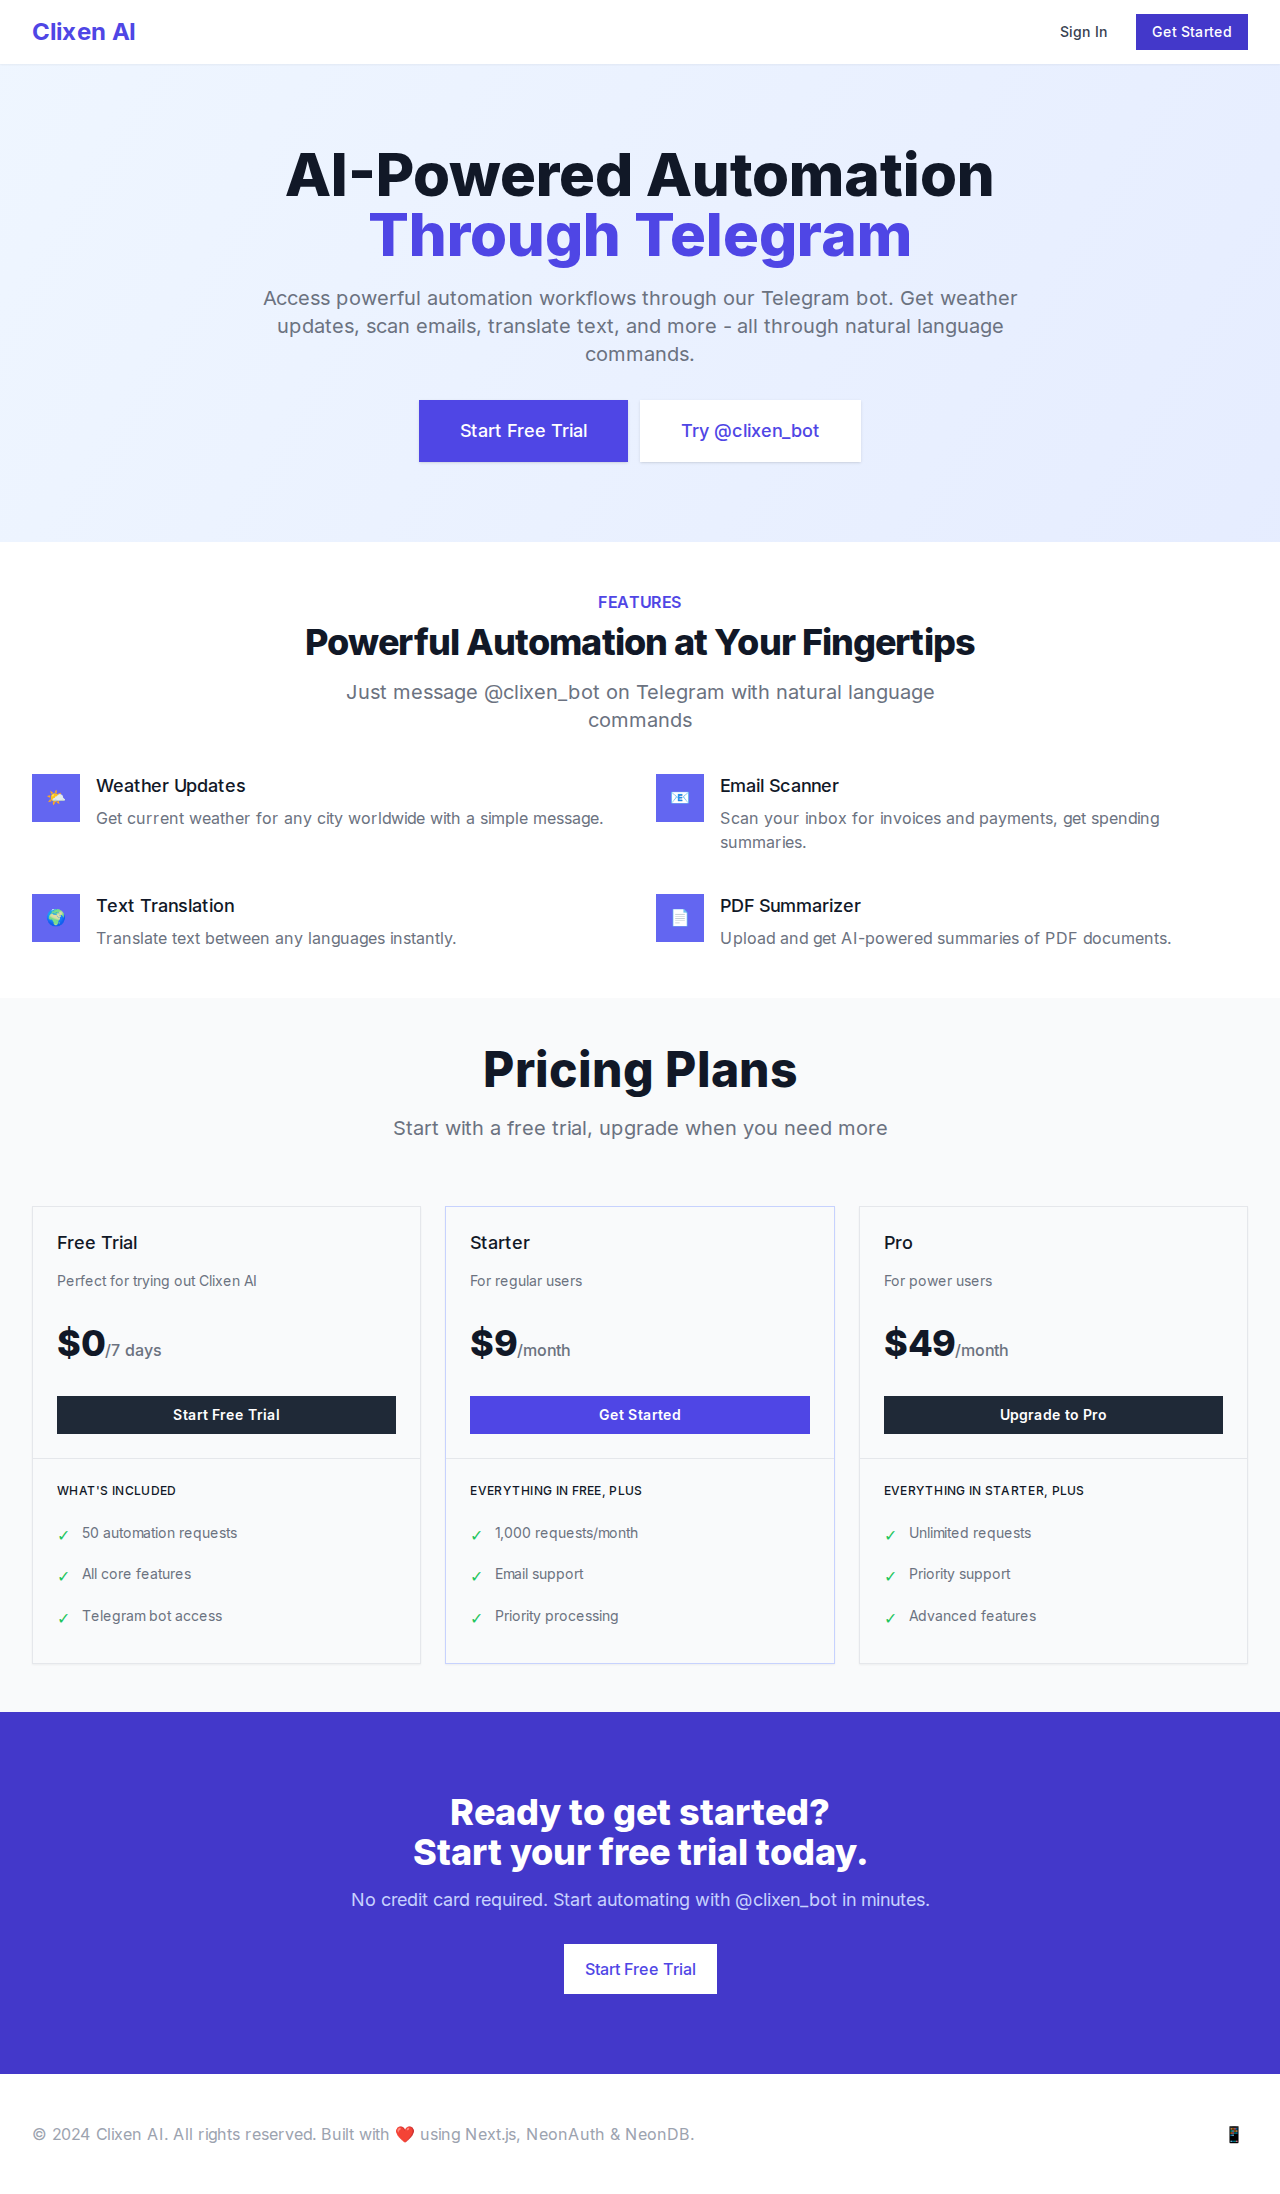 Clixen AI
Sign In
Get Started
AI-Powered Automation
Through Telegram
Access powerful automation workflows through our Telegram bot. Get weather
updates, scan emails, translate text, and more - all through natural language
commands.
Start Free Trial
Try @clixen_bot
FEATURES
Powerful Automation at Your Fingertips
Just message @clixen_bot on Telegram with natural language
commands
Weather Updates
Get current weather for any city worldwide with a simple message.
Email Scanner
Scan your inbox for invoices and payments, get spending
summaries.
Text Translation
Translate text between any languages instantly.
PDF Summarizer
Upload and get AI-powered summaries of PDF documents.
Pricing Plans
Start with a free trial, upgrade when you need more
Free Trial
Perfect for trying out Clixen AI
$0/7 days
Start Free Trial
WHAT'S INCLUDED
✓ 50 automation requests
✓ All core features
✓ Telegram bot access
Starter
For regular users
$9/month
Get Started
EVERYTHING IN FREE, PLUS
✓ 1,000 requests/month
✓ Email support
✓ Priority processing
Pro
For power users
$49/month
Upgrade to Pro
EVERYTHING IN STARTER, PLUS
✓ Unlimited requests
✓ Priority support
✓ Advanced features
Ready to get started?
Start your free trial today.
No credit card required. Start automating with @clixen_bot in minutes.
Start Free Trial
© 2024 Clixen AI. All rights reserved. Built with ❤️ using Next.js, NeonAuth & NeonDB.